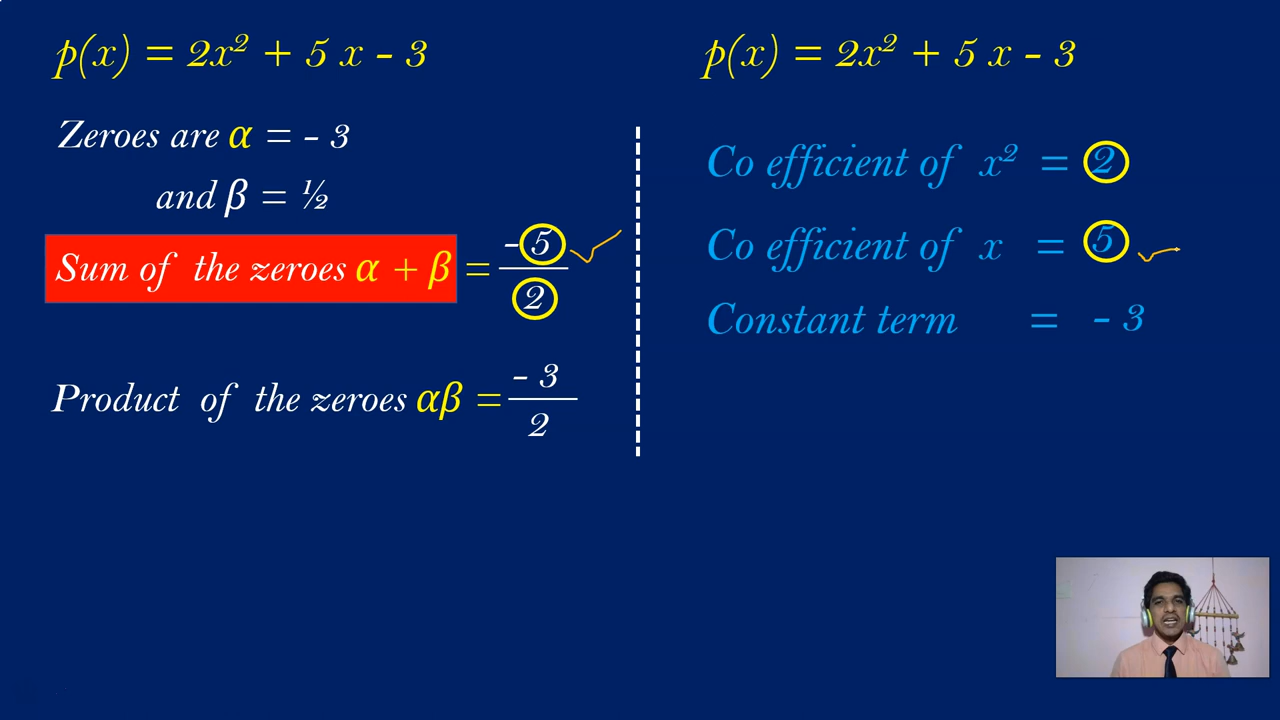 p(x) = 2x² + 5 x - 3
Zeroes are α = - 3
and β = ½
Sum of the zeroes α + β = -5/2
Product of the zeroes αβ = - 3/2
p(x) = 2x² + 5 x - 3
Co efficient of x² = 2
Co efficient of x = 5
Constant term = - 3